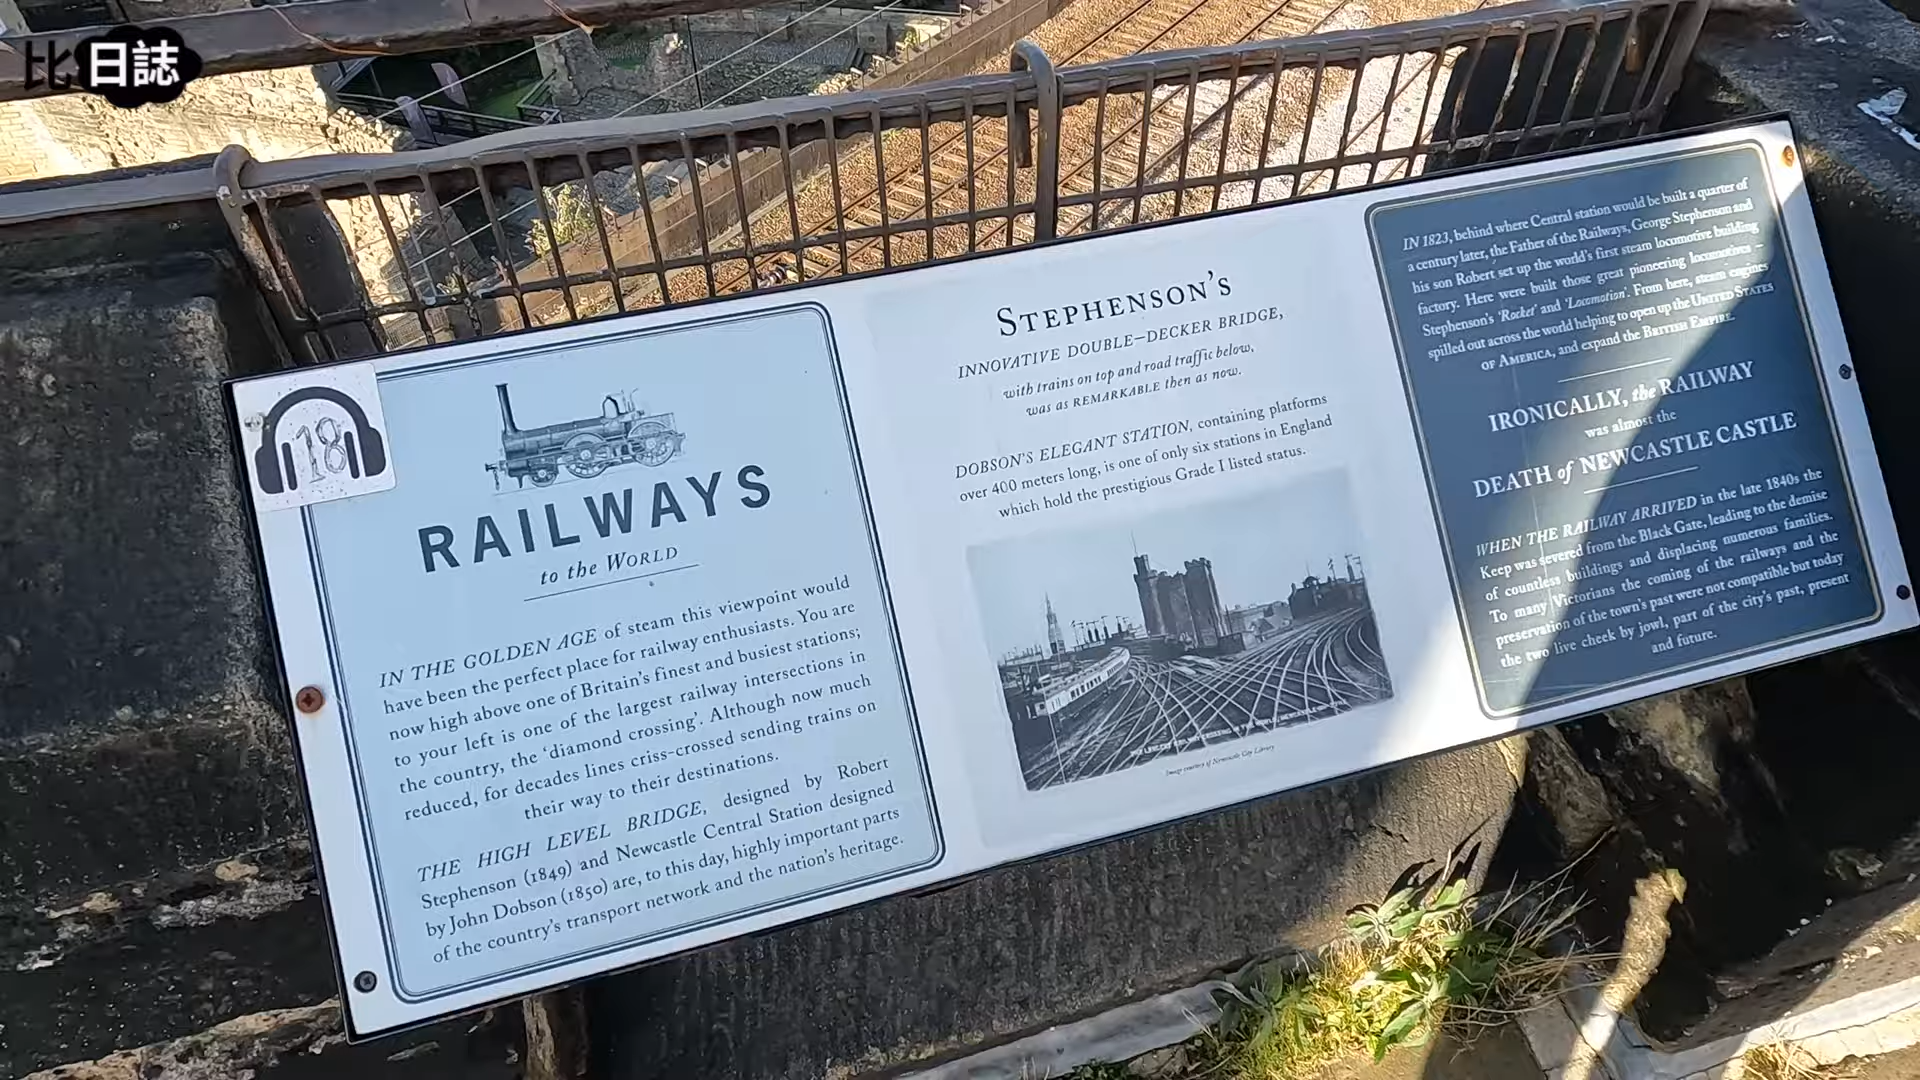 比日誌
18
RAILWAYS
to the WORLD
IN THE GOLDEN AGE of steam this viewpoint would
have been the perfect place for railway enthusiasts. You are
now high above one of Britain's finest and busiest stations;
to your left is one of the largest railway intersections in
the country, the 'diamond crossing'. Although now much
reduced, for decades lines criss-crossed sending trains on
their way to their destinations.
THE HIGH LEVEL BRIDGE, designed by Robert
Stephenson (1849) and Newcastle Central Station designed
by John Dobson (1850) are, to this day, highly important parts
of the country's transport network and the nation's heritage.
STEPHENSON'S
INNOVATIVE DOUBLE-DECKER BRIDGE,
with trains on top and road traffic below,
was as REMARKABLE then as now.
DOBSON'S ELEGANT STATION, containing platforms
over 400 meters long, is one of only six stations in England
which hold the prestigious Grade I listed status.
Image courtesy of Newcastle City Library
IN 1823, behind where Central station would be built a quarter of
a century later, the Father of the Railways, George Stephenson and
his son Robert set up the world's first steam locomotive building
factory. Here were built those great pioneering locomotives –
Stephenson's 'Rocket' and 'Locomotion'. From here, steam engines
spilled out across the world helping to open up the UNITED STATES
OF AMERICA, and expand the BRITISH EMPIRE.
IRONICALLY, the RAILWAY
was almost the
DEATH of NEWCASTLE CASTLE
WHEN THE RAILWAY ARRIVED in the late 1840s the
Keep was severed from the Black Gate, leading to the demise
of countless buildings and displacing numerous families.
To many Victorians the coming of the railways and the
preservation of the town's past were not compatible but today
the two live cheek by jowl, part of the city's past, present
and future.